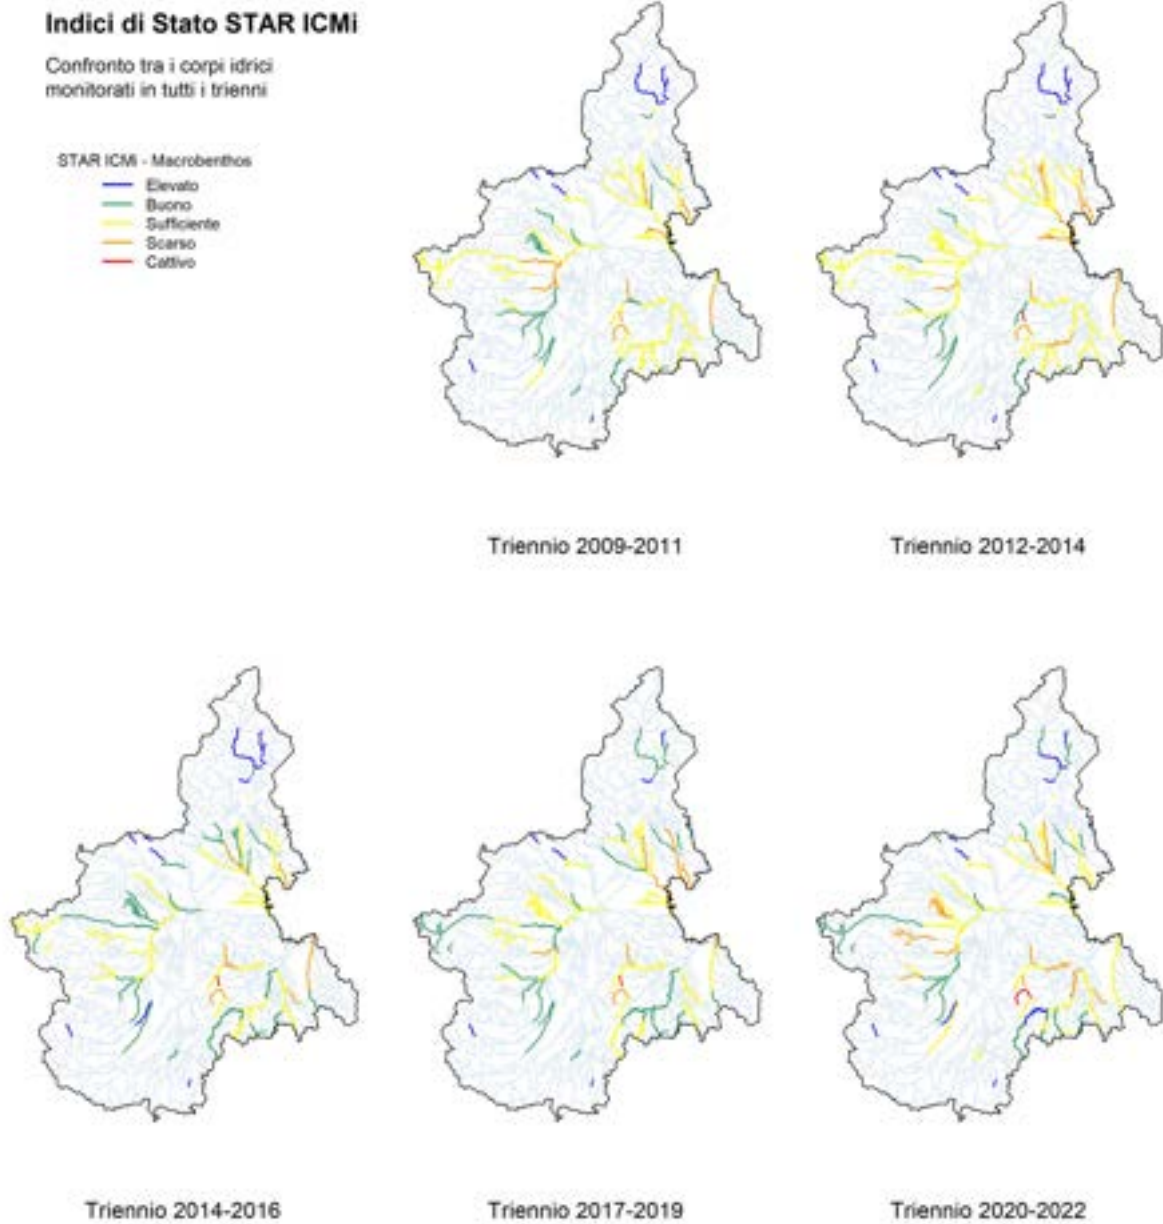 Indici di Stato STAR ICMi
Confronto tra i corpi idrici
monitorati in tutti i trienni
STAR ICMi - Macrobenthos
Elevato
Buono
Sufficiente
Scarso
Cattivo
Triennio 2009-2011
Triennio 2012-2014
Triennio 2014-2016
Triennio 2017-2019
Triennio 2020-2022